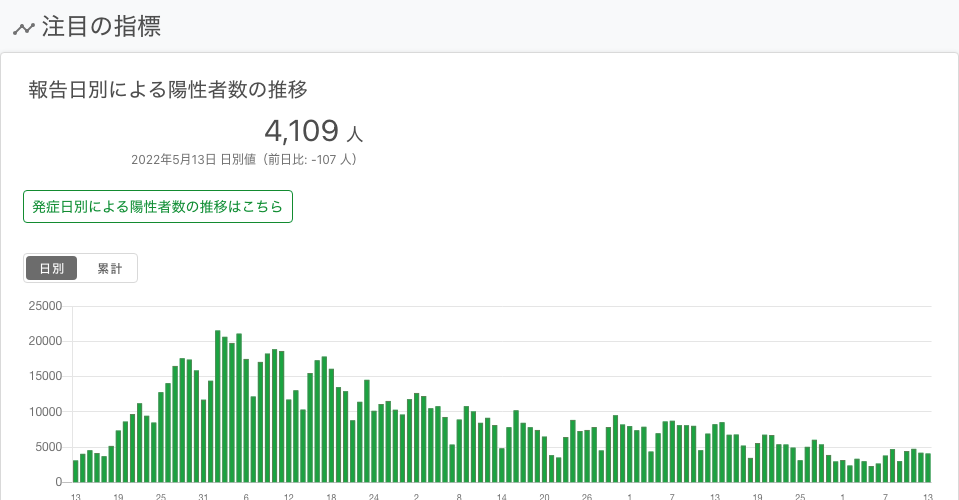 注目の指標
報告日別による陽性者数の推移
4,109 人
2022年5月13日 日別値（前日比: -107 人）
発症日別による陽性者数の推移はこちら
日別 累計
25000
20000
15000
10000
5000
0
13 19 25 31 6 12 18 24 2 8 14 20 26 1 7 13 19 25 1 7 13